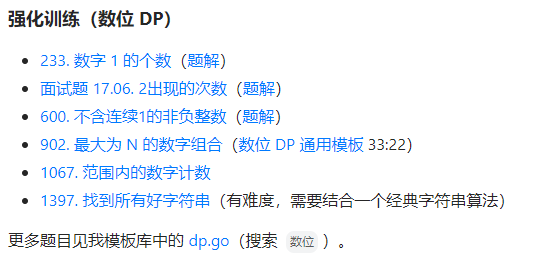 强化训练（数位 DP）
233. 数字 1 的个数（题解）
面试题 17.06. 2出现的次数（题解）
600. 不含连续1的非负整数（题解）
902. 最大为 N 的数字组合（数位 DP 通用模板 33:22）
1067. 范围内的数字计数
1397. 找到所有好字符串（有难度，需要结合一个经典字符串算法）
更多题目见我模板库中的 dp.go（搜索 数位 ）。